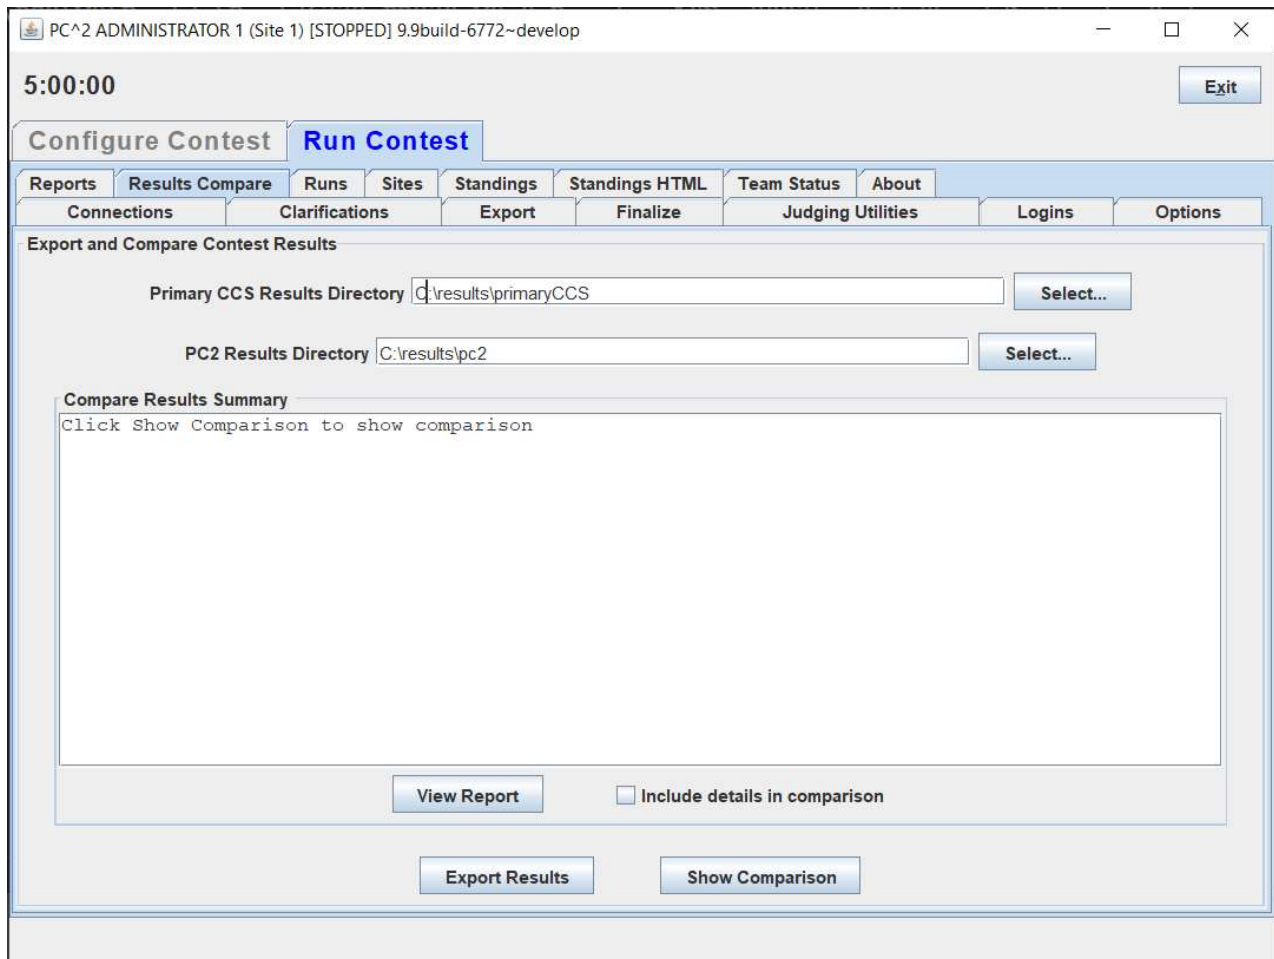 PC^2 ADMINISTRATOR 1 (Site 1) [STOPPED] 9.9build-6772~develop
5:00:00
Exit
Configure Contest Run Contest
Reports Results Compare Runs Sites Standings Standings HTML Team Status About
Connections Clarifications Export Finalize Judging Utilities Logins Options
Export and Compare Contest Results
Primary CCS Results Directory C:\results\primaryCCS Select...
PC2 Results Directory C:\results\pc2 Select...
Compare Results Summary
Click Show Comparison to show comparison
View Report Include details in comparison
Export Results Show Comparison